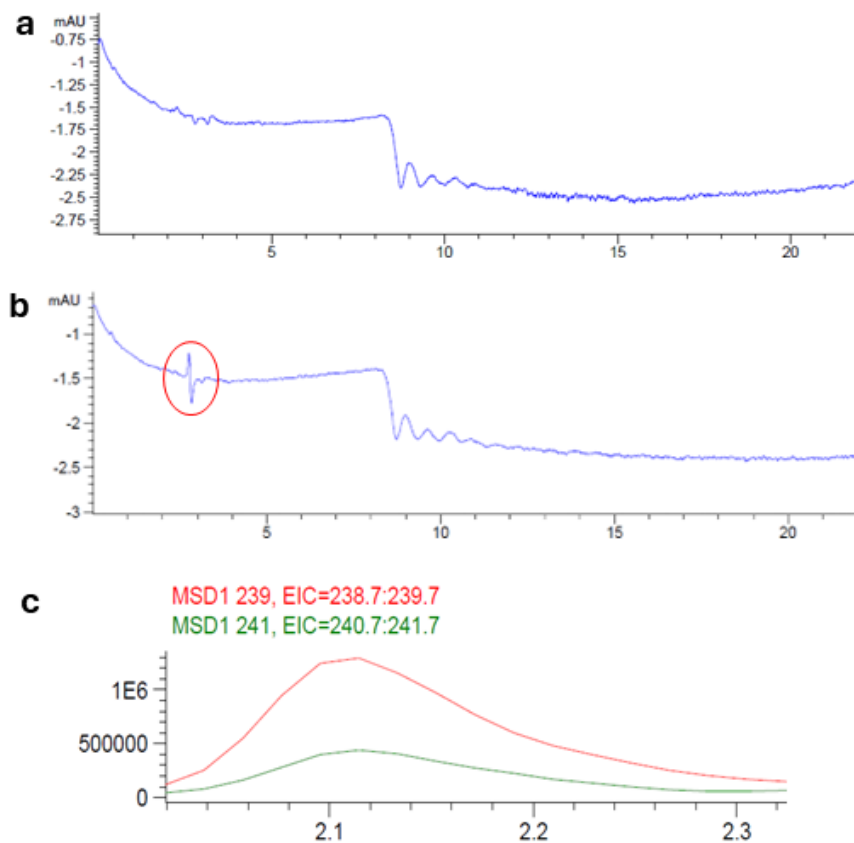 a
mAU
-0.75
-1
-1.25
-1.5
-1.75
-2
-2.25
-2.5
-2.75
5 10 15 20
b
mAU
-1
-1.5
-2
-2.5
-3
5 10 15 20
c
MSD1 239, EIC=238.7:239.7
MSD1 241, EIC=240.7:241.7
1E6
500000
0
2.1 2.2 2.3